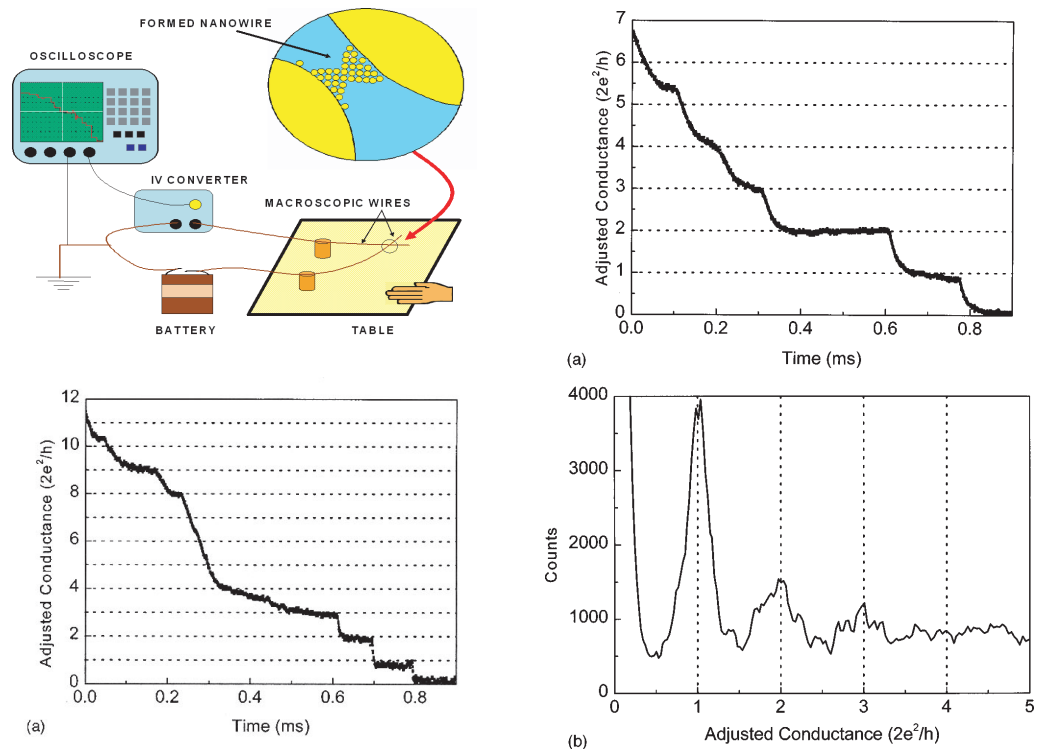 FORMED NANOWIRE
OSCILLOSCOPE
IV CONVERTER
MACROSCOPIC WIRES
BATTERY
TABLE
Adjusted Conductance (2e²/h)
7
6
5
4
3
2
1
0
0.0 0.2 0.4 0.6 0.8
(a)
Time (ms)
Adjusted Conductance (2e²/h)
12
10
8
6
4
2
0
0.0 0.2 0.4 0.6 0.8
(a)
Time (ms)
Counts
4000
3000
2000
1000
0
0 1 2 3 4 5
(b)
Adjusted Conductance (2e²/h)